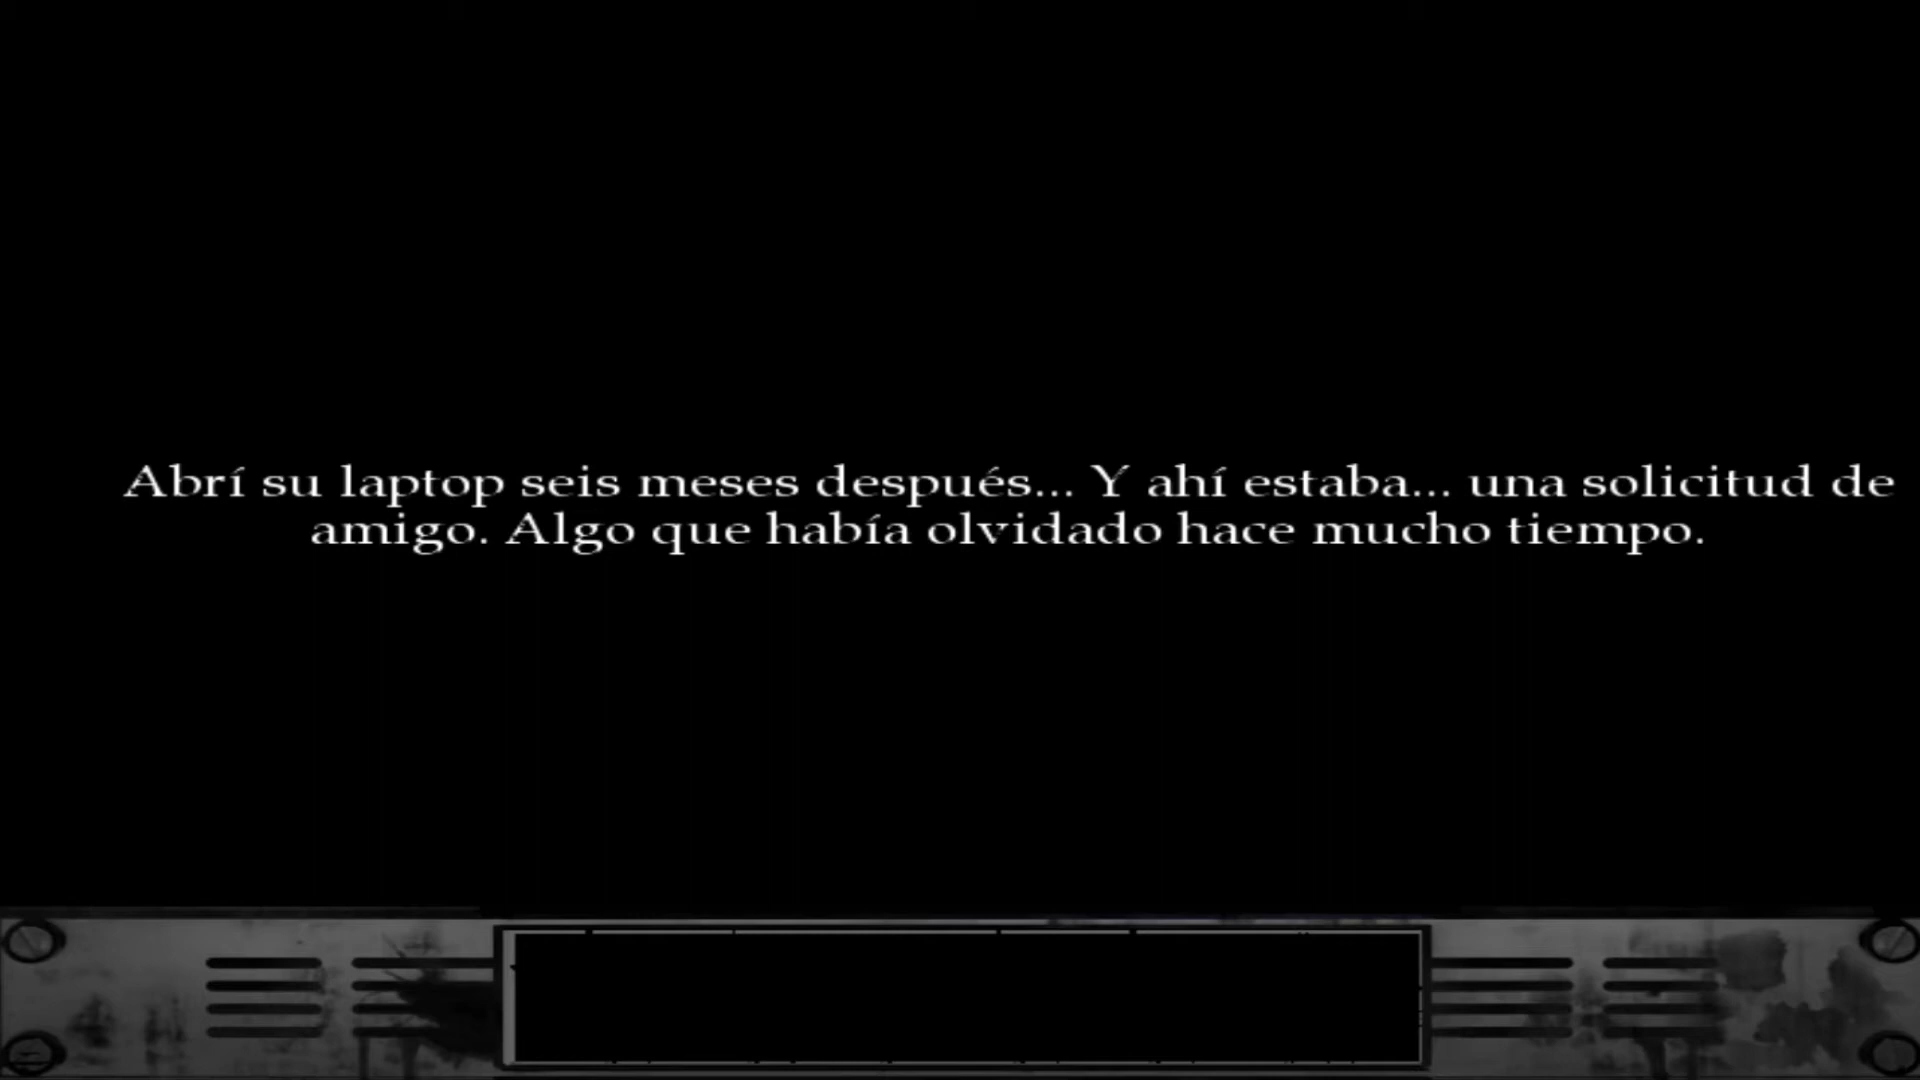 Abrí su laptop seis meses después... Y ahí estaba... una solicitud de
amigo. Algo que había olvidado hace mucho tiempo.